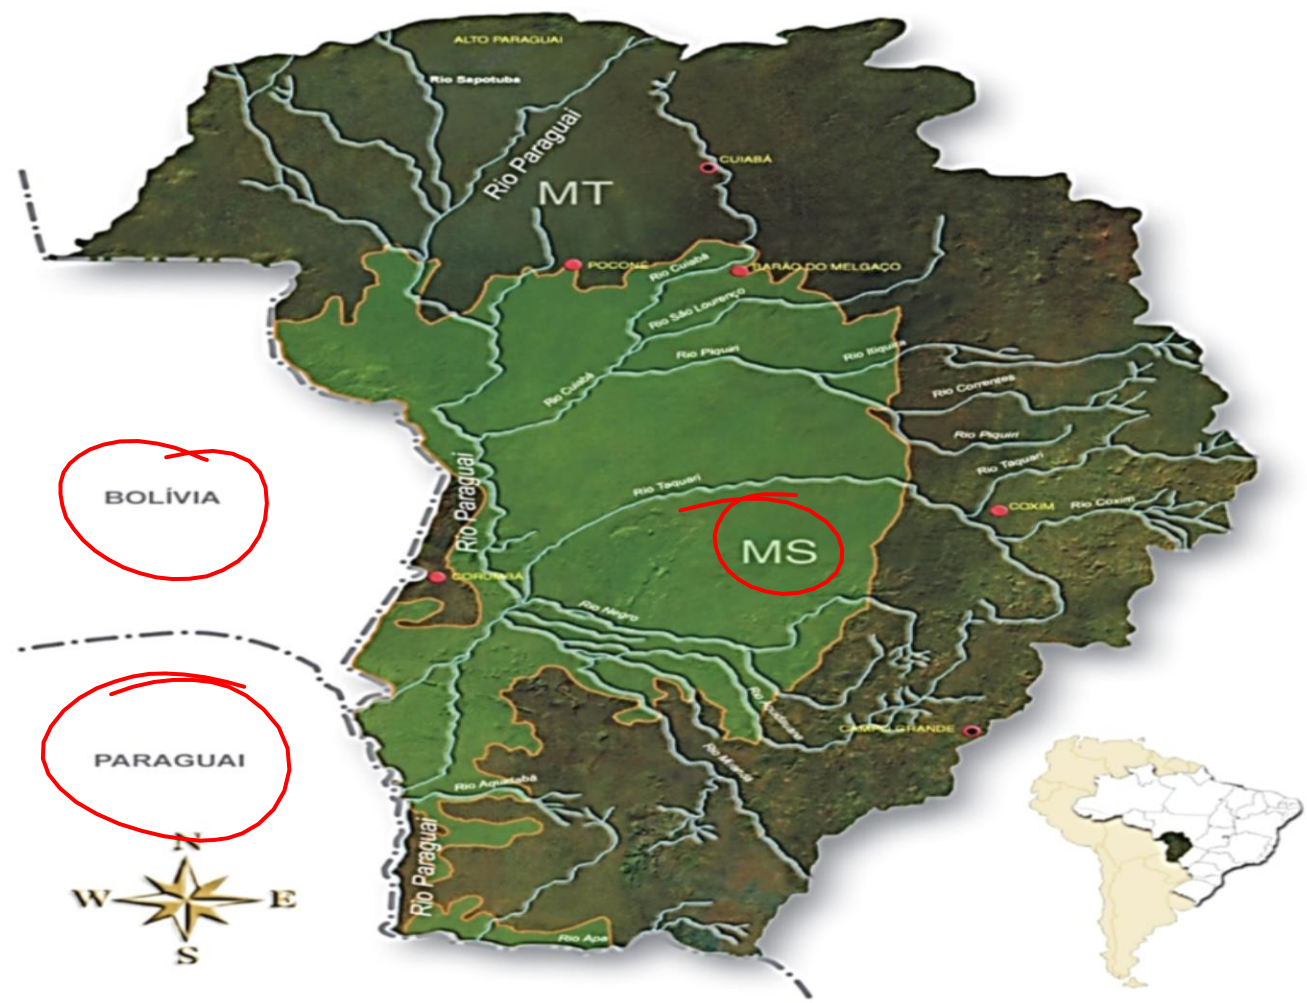 ALTO PARAGUAI
Rio Sepotuba
Rio Paraguai
MT
CUIABÁ
POCONÉ
Rio Cuiabá
BARÃO DO MELGAÇO
Rio São Lourenço
Rio Piquiri
Rio Itiquira
Rio Cuiabá
Rio Correntes
Rio Piquiri
Rio Paraguai
Rio Taquari
Rio Taquari
BOLÍVIA
COXIM
Rio Coxim
MS
CORUMBÁ
Rio Negro
CAMPO GRANDE
PARAGUAI
Rio Aquidabã
Rio Paraguai
Rio Apa
N
W
E
S